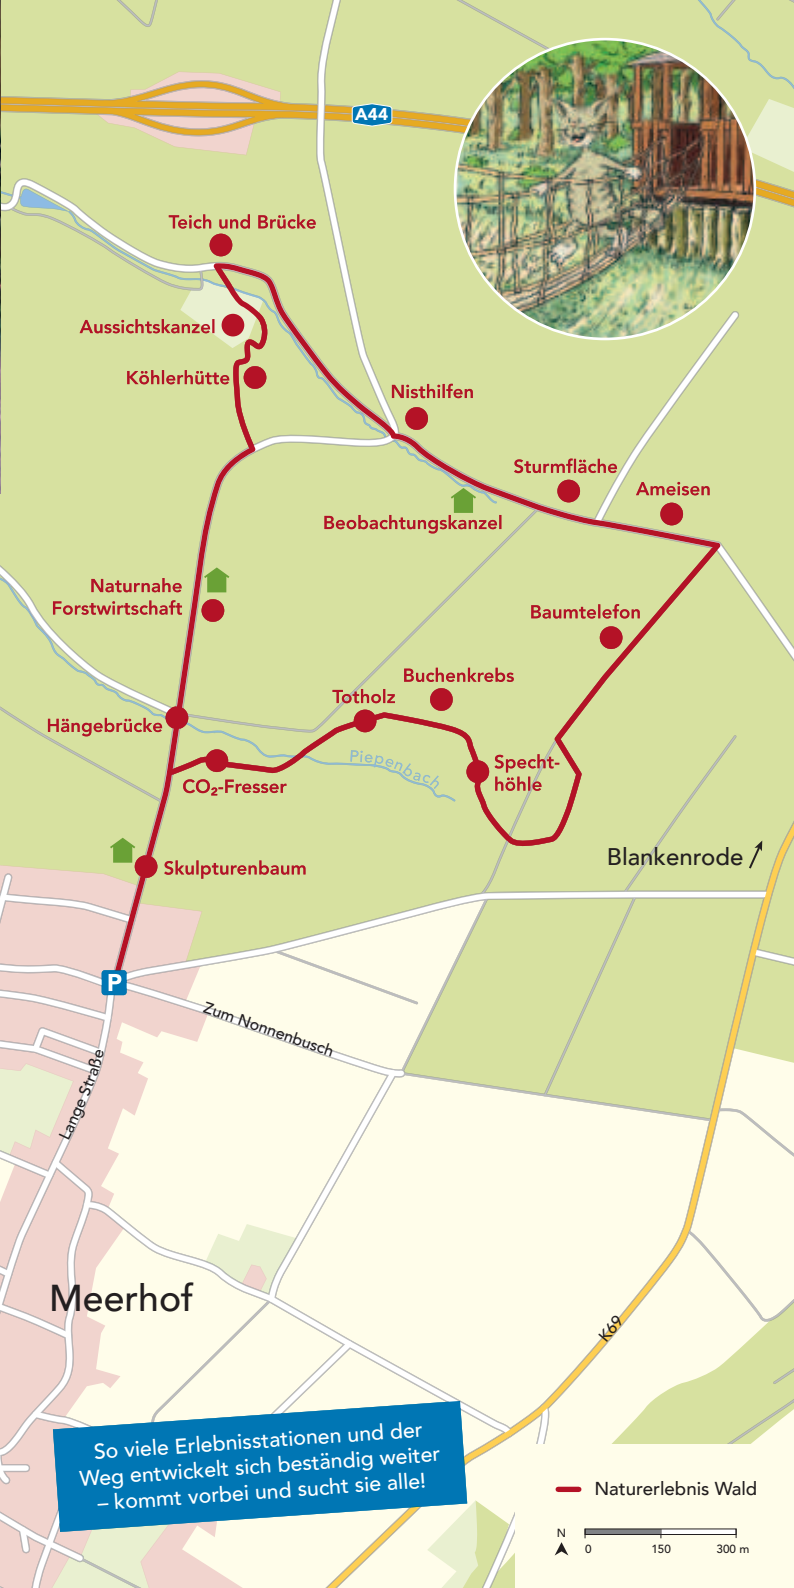 A44
Teich und Brücke
Aussichtskanzel
Köhlerhütte
Nisthilfen
Sturmfläche
Ameisen
Beobachtungskanzel
Naturnahe
Forstwirtschaft
Baumtelefon
Buchenkrebs
Totholz
Hängebrücke
Piepenbach
Specht-
höhle
CO₂-Fresser
Blankenrode
Skulpturenbaum
P
Zum Nonnenbusch
Lange Straße
Meerhof
K69
So viele Erlebnisstationen und der
Weg entwickelt sich beständig weiter
– kommt vorbei und sucht sie alle!
Naturerlebnis Wald
N
0 150 300 m